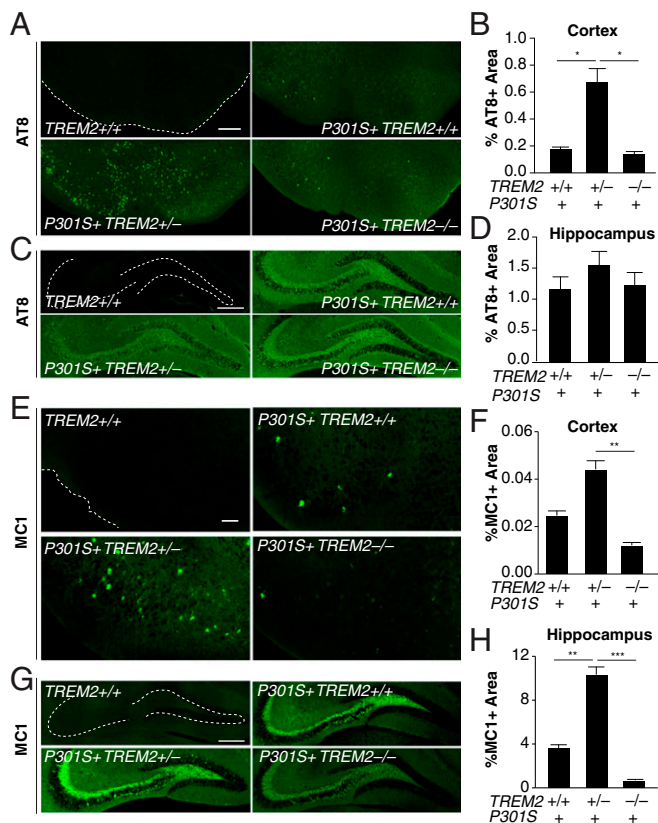 A
AT8
TREM2+/+
P301S+ TREM2+/+
P301S+ TREM2+/−
P301S+ TREM2−/−
B
Cortex
% AT8+ Area
1.0
0.8
0.6
0.4
0.2
0.0
* *
TREM2 +/+ +/− −/−
P301S + + +
C
AT8
TREM2+/+
P301S+ TREM2+/+
P301S+ TREM2+/−
P301S+ TREM2−/−
D
Hippocampus
% AT8+ Area
2.0
1.5
1.0
0.5
0.0
TREM2 +/+ +/− −/−
P301S + + +
E
MC1
TREM2+/+
P301S+ TREM2+/+
P301S+ TREM2+/−
P301S+ TREM2−/−
F
Cortex
%MC1+ Area
0.06
0.04
0.02
0.00
**
TREM2 +/+ +/− −/−
P301S + + +
G
MC1
TREM2+/+
P301S+ TREM2+/+
P301S+ TREM2+/−
P301S+ TREM2−/−
H
Hippocampus
%MC1+ Area
12
8
4
0
** ***
TREM2 +/+ +/− −/−
P301S + + +